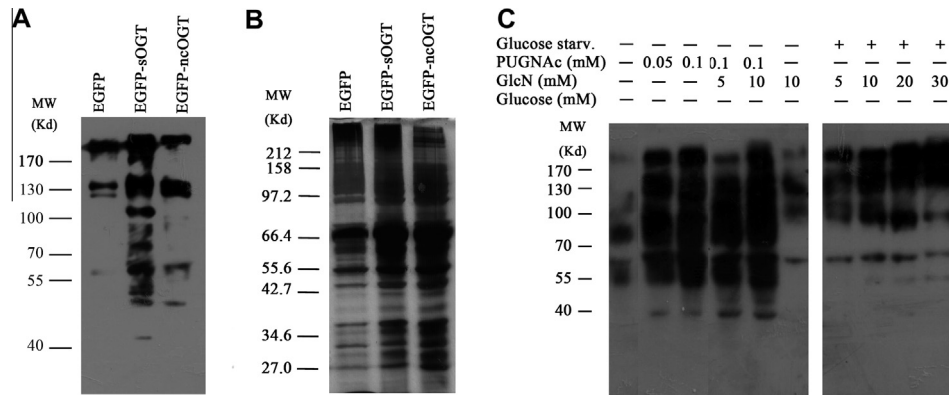 A
EGFP
EGFP-sOGT
EGFP-ncOGT
MW
(Kd)
170 —
130 —
100 —
70 —
55 —
40 —
B
EGFP
EGFP-sOGT
EGFP-ncOGT
MW
(Kd)
212 —
158 —
97.2 —
66.4 —
55.6 —
42.7 —
34.6 —
27.0 —
C
Glucose starv. — — — — — — + + + +
PUGNAc (mM) — 0.05 0.1 0.1 0.1 — — — — —
GlcN (mM) — — — 5 10 10 5 10 20 30
Glucose (mM) — — — — — — — — — —
MW
(Kd)
170 —
130 —
100 —
70 —
55 —
40 —